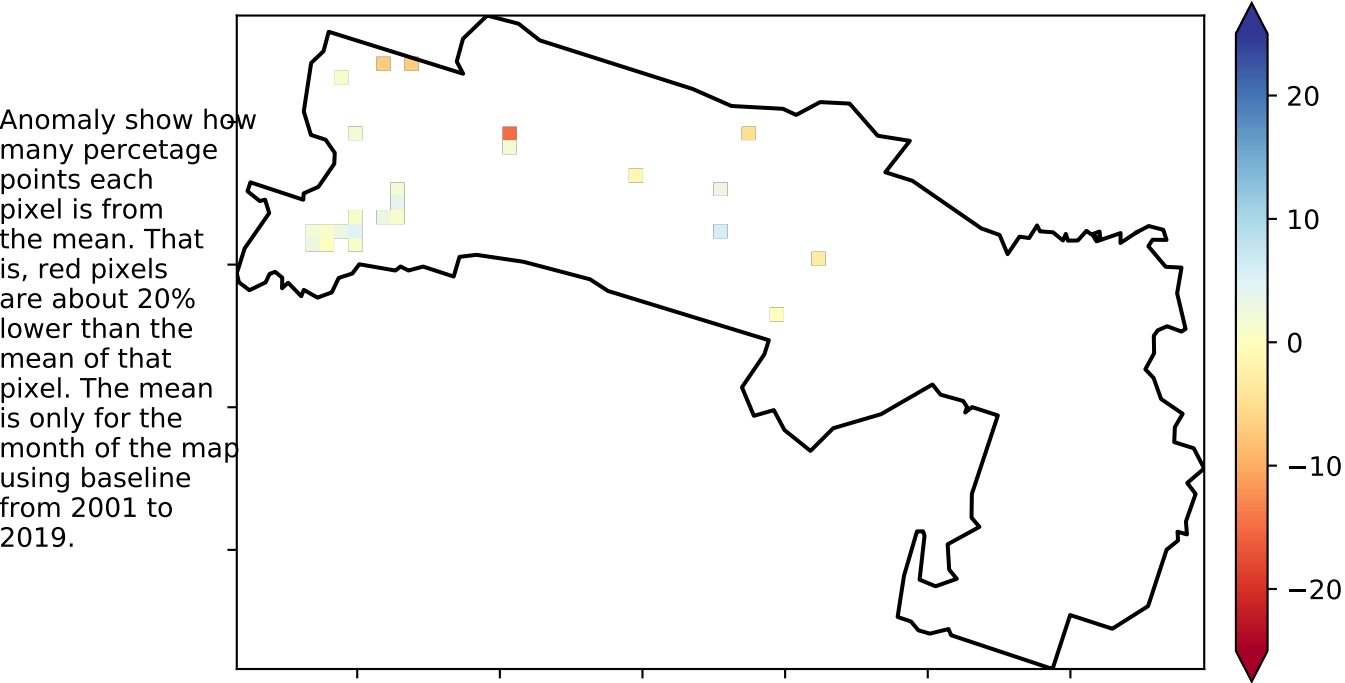 Anomaly show how
many percetage
points each
pixel is from
the mean. That
is, red pixels
are about 20%
lower than the
mean of that
pixel. The mean
is only for the
month of the map
using baseline
from 2001 to
2019.
20
10
0
−10
−20